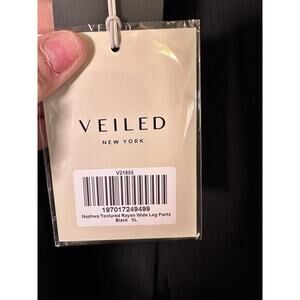 VEILED
NEW YORK
V21655
197017249499
Nashwa Textured Rayon Wide Leg Pants
Black XL